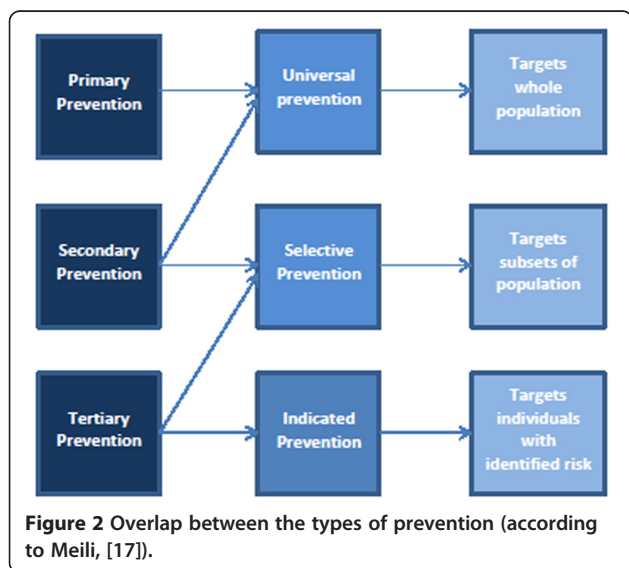 Primary
Prevention
Universal
prevention
Targets
whole
population
Secondary
Prevention
Selective
Prevention
Targets
subsets of
population
Tertiary
Prevention
Indicated
Prevention
Targets
individuals
with
identified risk
Figure 2 Overlap between the types of prevention (according
to Meili, [17]).